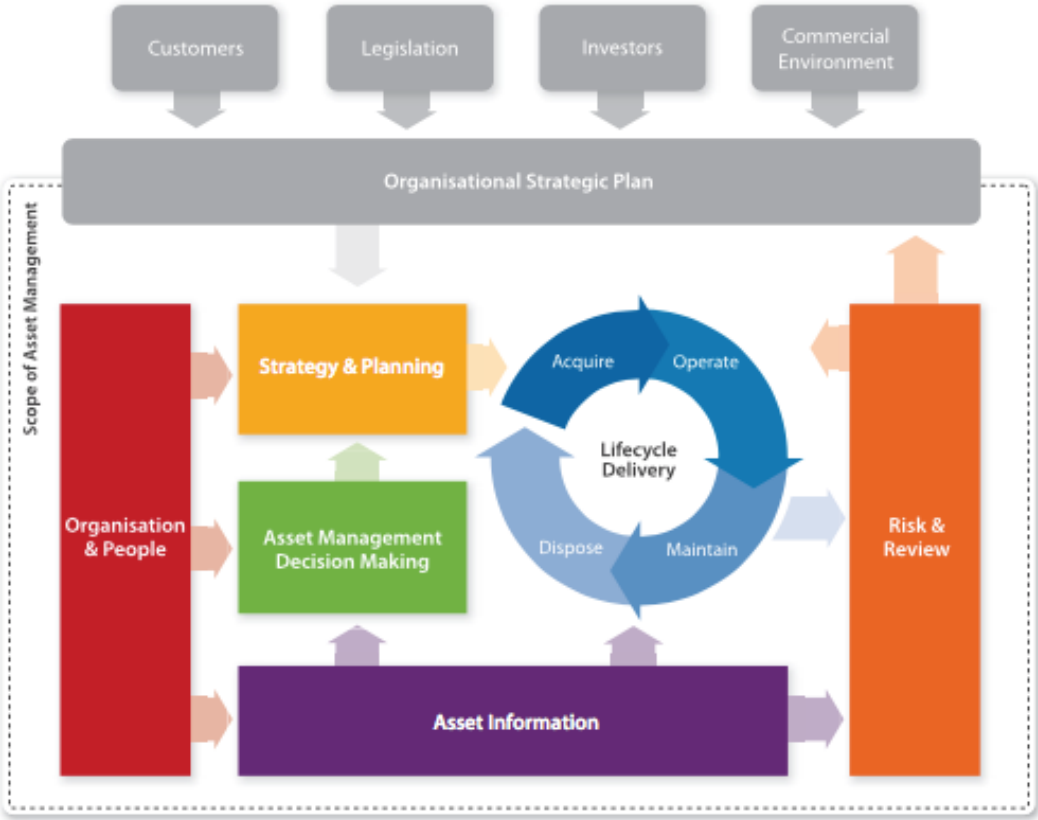 Customers
Legislation
Investors
Commercial
Environment
Organisational Strategic Plan
Scope of Asset Management
Strategy & Planning
Acquire
Operate
Lifecycle
Delivery
Organisation
& People
Asset Management
Decision Making
Dispose
Maintain
Risk &
Review
Asset Information